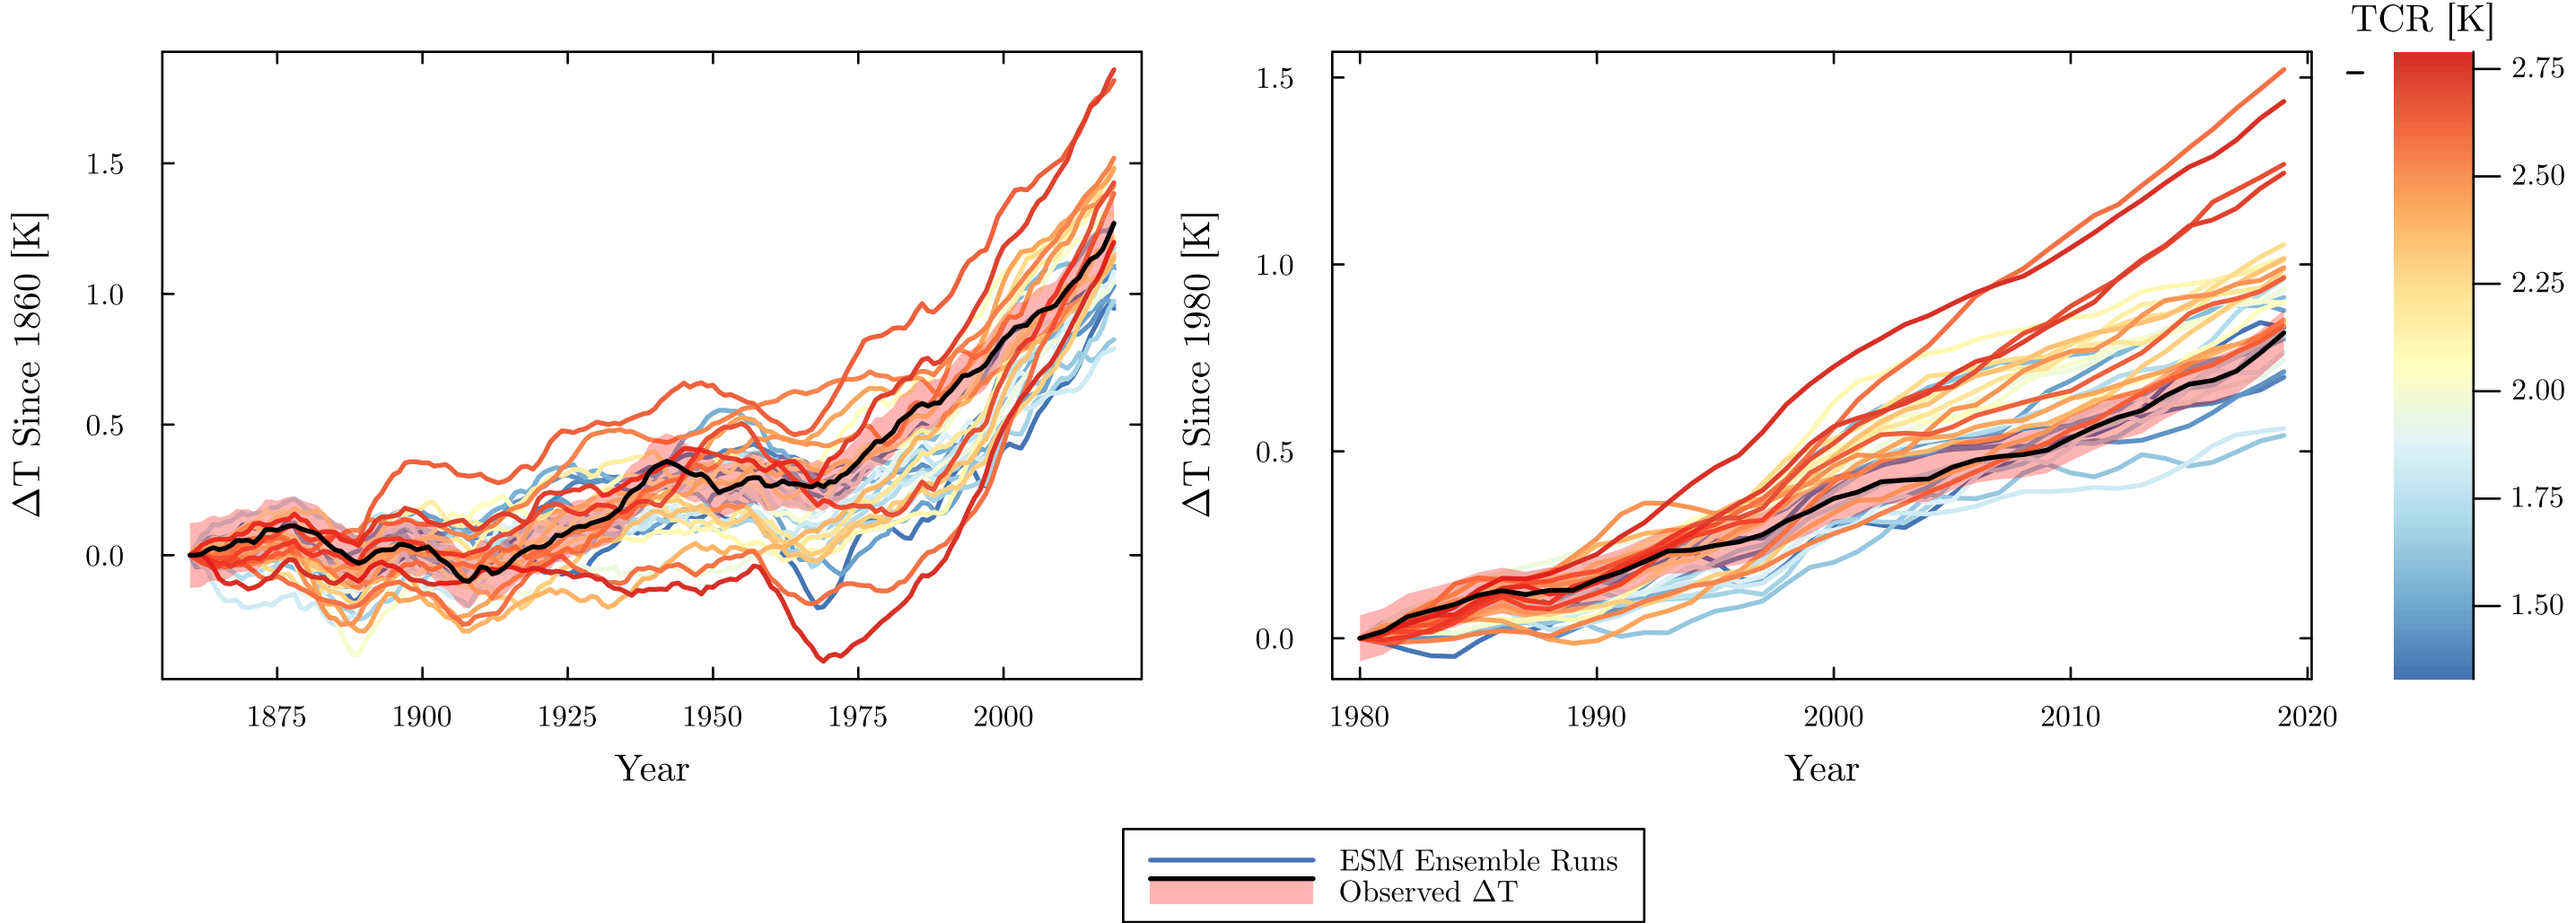 TCR [K]
ΔT Since 1860 [K]
1.5
1.0
0.5
0.0
1875 1900 1925 1950 1975 2000
Year
ΔT Since 1980 [K]
1.5
1.0
0.5
0.0
1980 1990 2000 2010 2020
Year
2.75
2.50
2.25
2.00
1.75
1.50
ESM Ensemble Runs
Observed ΔT